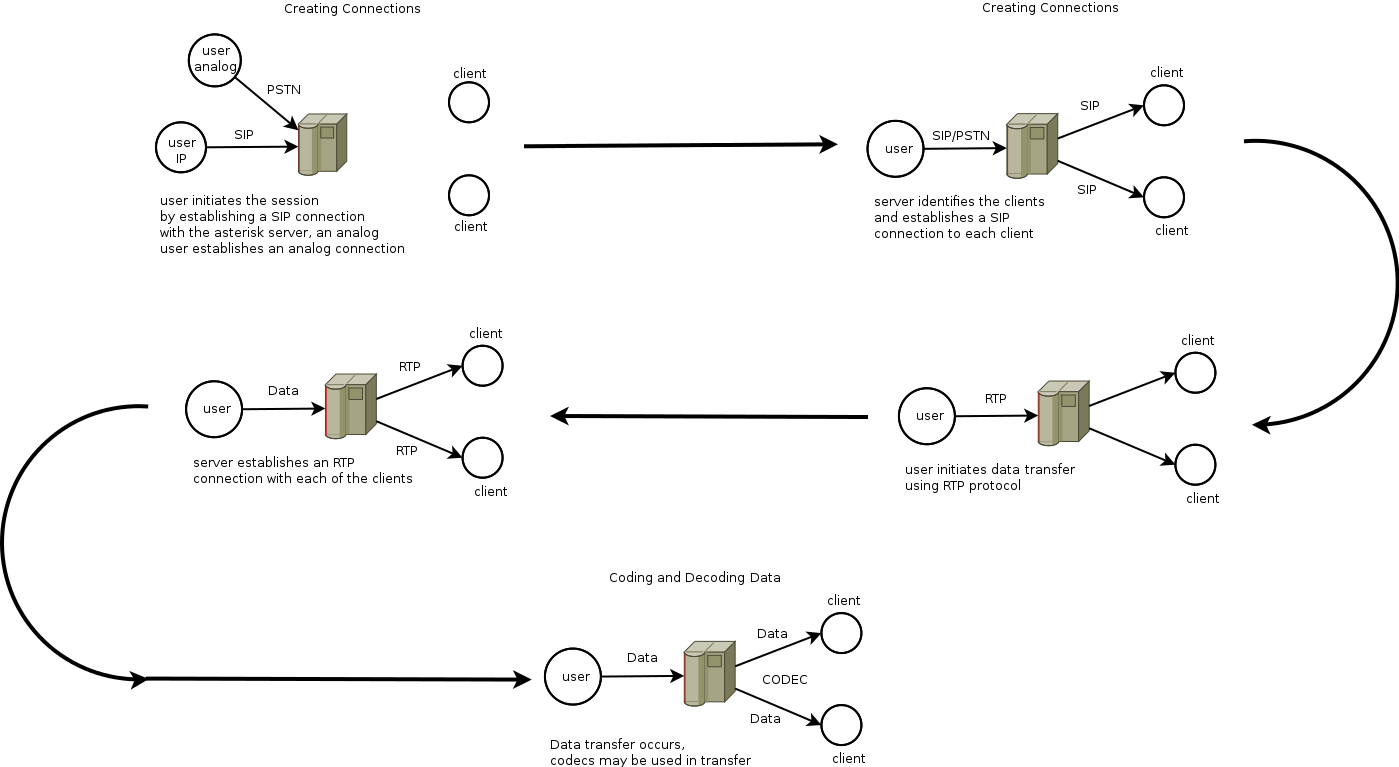 Creating Connections
user
analog
PSTN
client
user
IP
SIP
client
user initiates the session
by establishing a SIP connection
with the asterisk server, an analog
user establishes an analog connection
Creating Connections
client
SIP
user
SIP/PSTN
SIP
client
server identifies the clients
and establishes a SIP
connection to each client
client
user
RTP
client
user initiates data transfer
using RTP protocol
client
RTP
user
Data
RTP
client
server establishes an RTP
connection with each of the clients
Coding and Decoding Data
client
Data
user
Data
CODEC
Data
client
Data transfer occurs,
codecs may be used in transfer